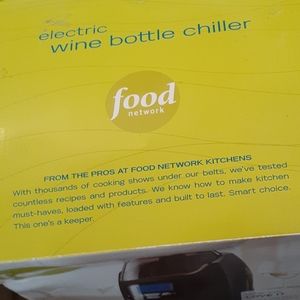 electric
wine bottle chiller
food
network
FROM THE PROS AT FOOD NETWORK KITCHENS
With thousands of cooking shows under our belts, we've tested
countless recipes and products. We know how to make kitchen
must-haves, loaded with features and built to last. Smart choice.
This one's a keeper.